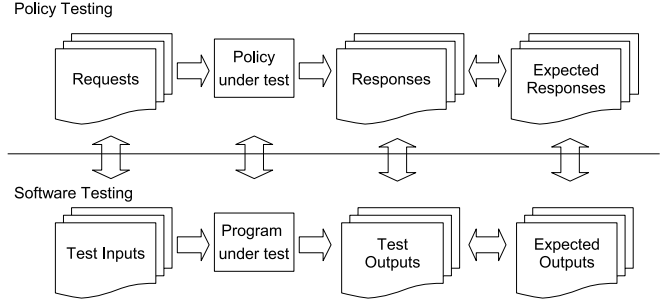 Policy Testing
Requests
Policy
under test
Responses
Expected
Responses
Software Testing
Test Inputs
Program
under test
Test
Outputs
Expected
Outputs